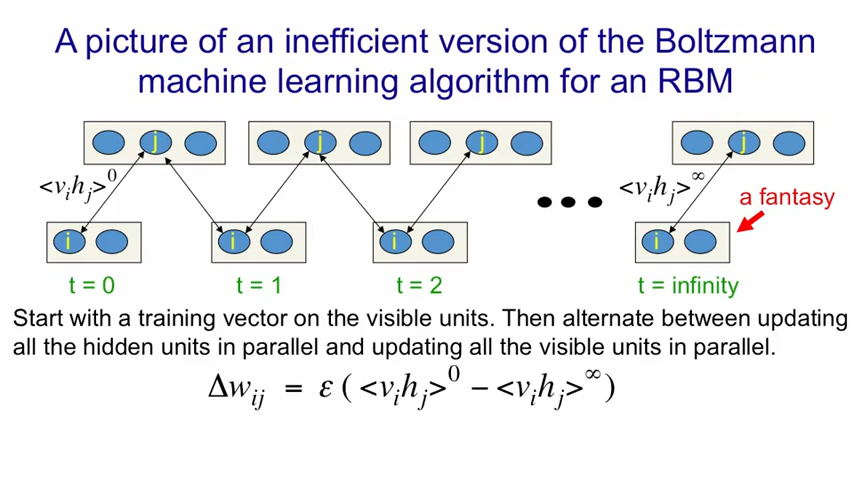 A picture of an inefficient version of the Boltzmann
machine learning algorithm for an RBM
j j j j
<v_i h_j>^0 <v_i h_j>^∞ a fantasy
i i i i
t = 0 t = 1 t = 2 t = infinity
Start with a training vector on the visible units. Then alternate between updating
all the hidden units in parallel and updating all the visible units in parallel.
Δw_ij = ε ( <v_i h_j>^0 − <v_i h_j>^∞ )